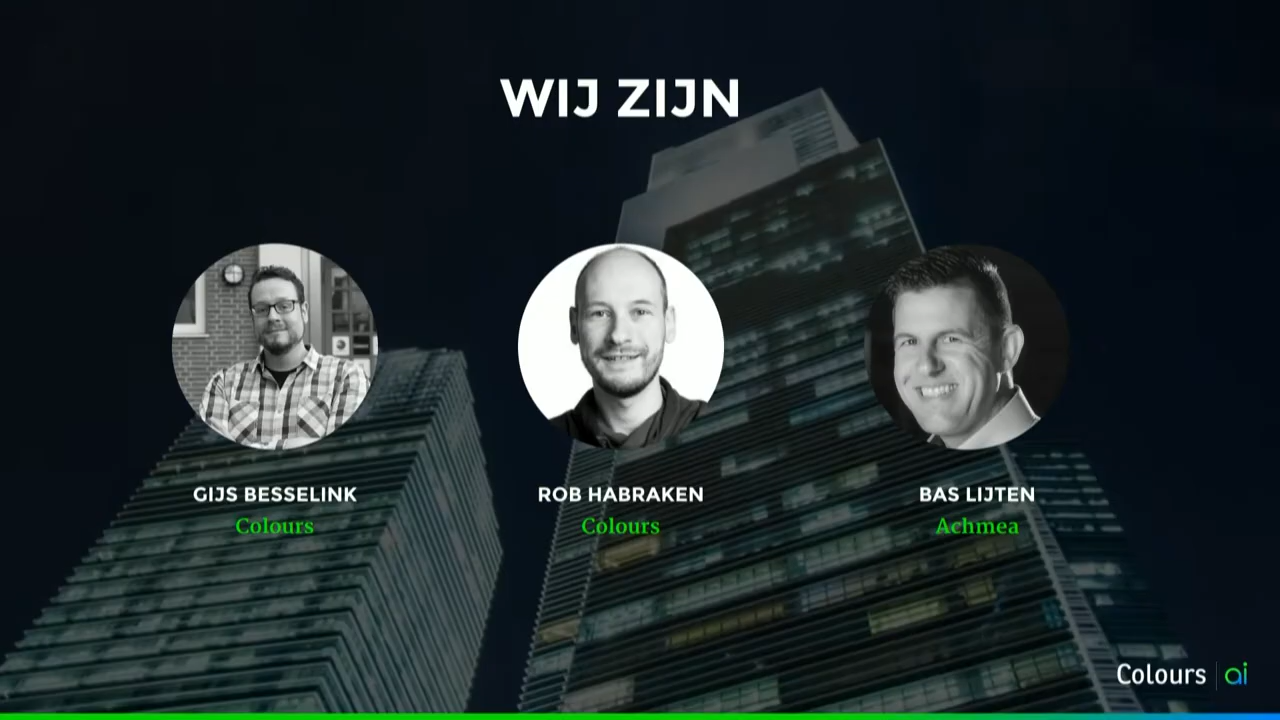 WIJ ZIJN
GIJS BESSELINK
Colours
ROB HABRAKEN
Colours
BAS LIJTEN
Achmea
Colours ai